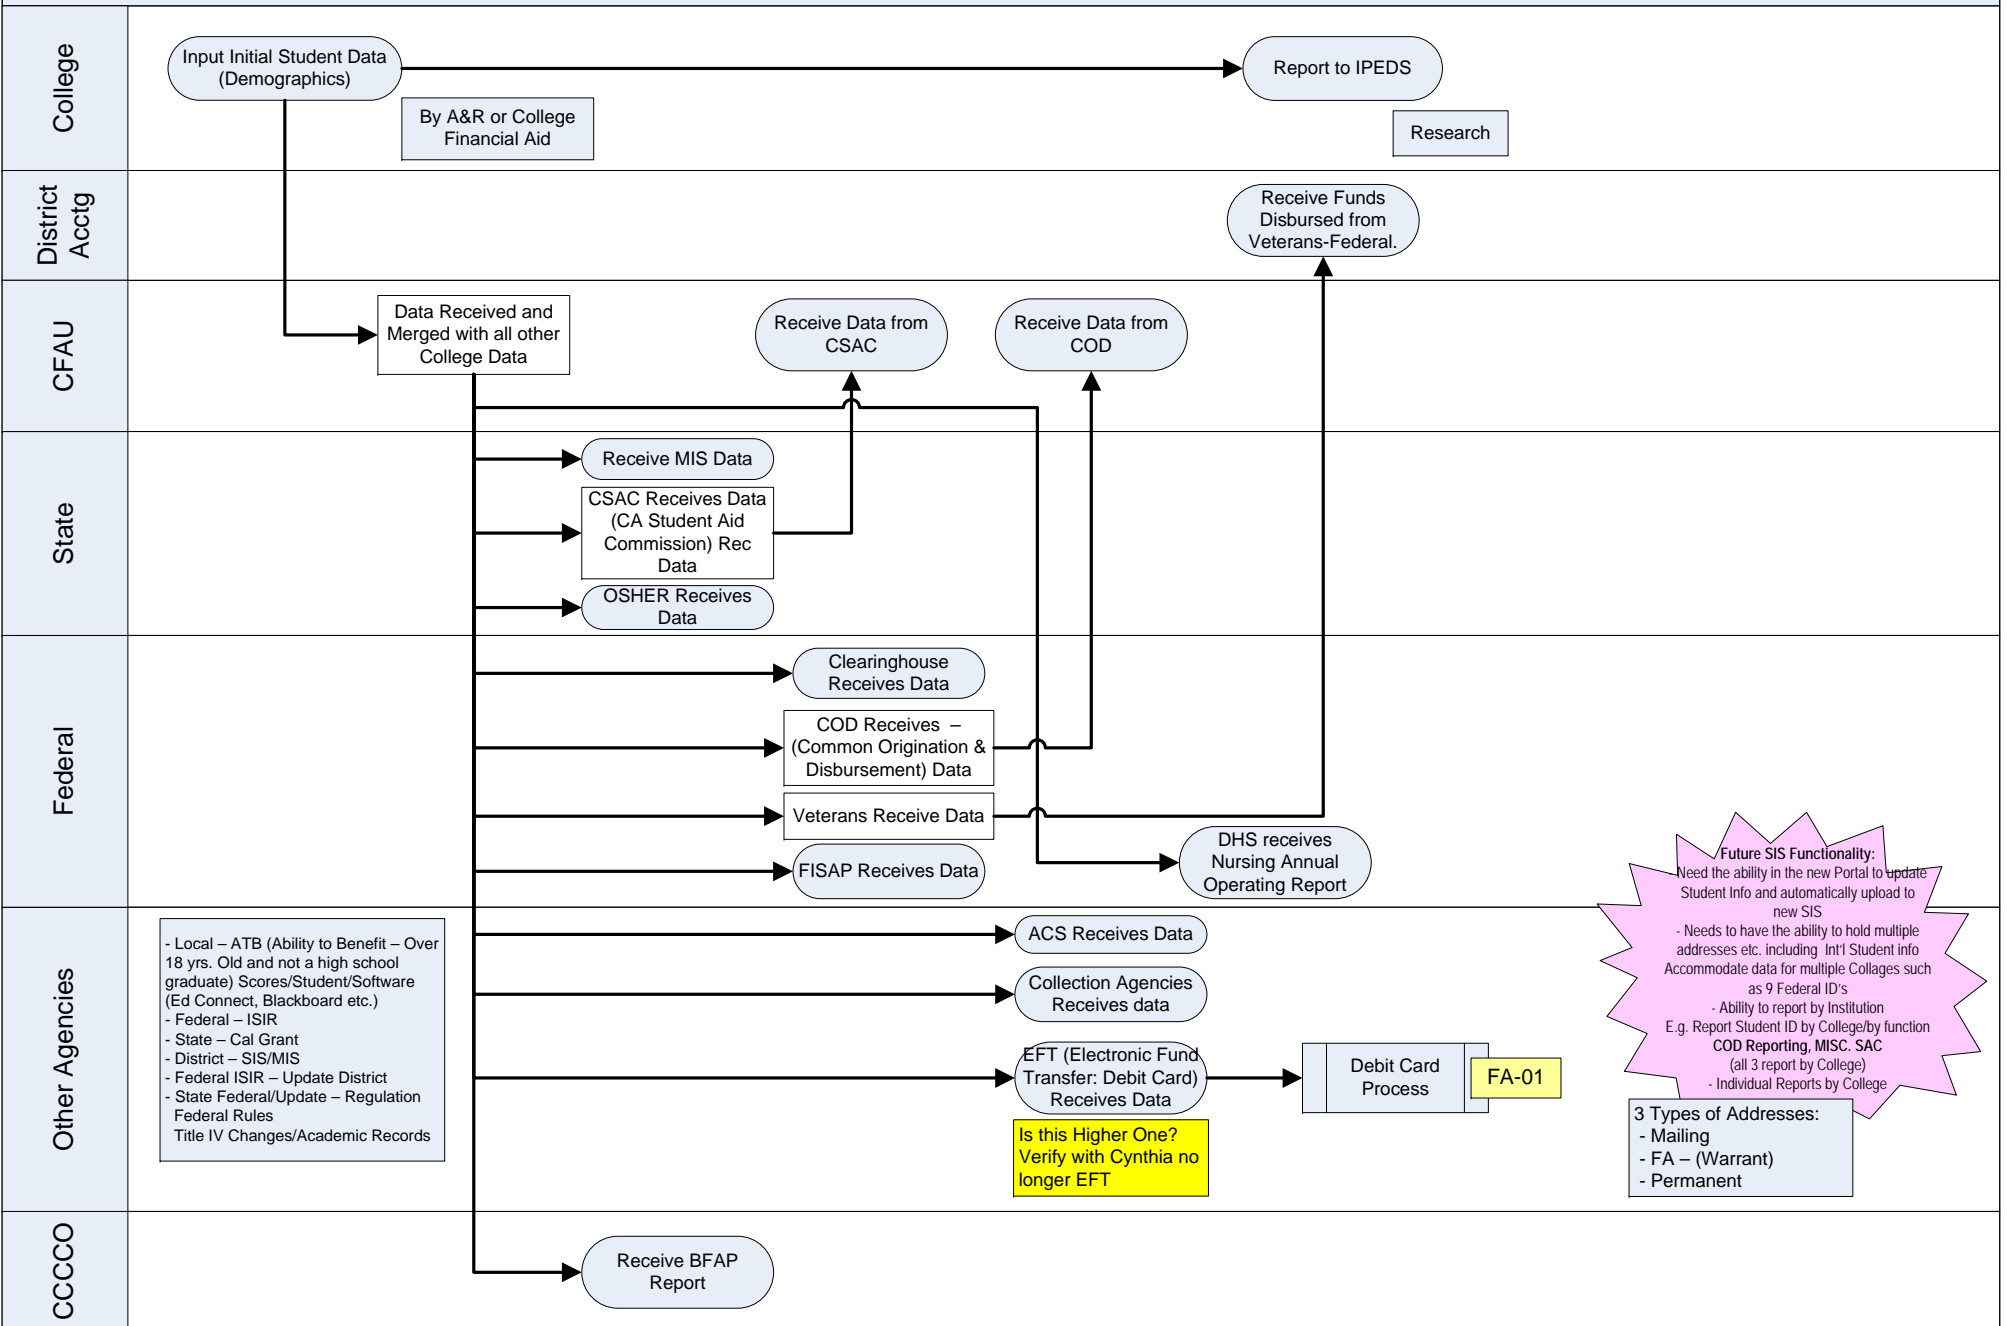 College
Input Initial Student Data
(Demographics)
Report to IPEDS
By A&R or College
Financial Aid
Research
District
Acctg
Receive Funds
Disbursed from
Veterans-Federal.
CFAU
Data Received and
Merged with all other
College Data
Receive Data from
CSAC
Receive Data from
COD
State
Receive MIS Data
CSAC Receives Data
(CA Student Aid
Commission) Rec
Data
OSHER Receives
Data
Federal
Clearinghouse
Receives Data
COD Receives –
(Common Origination &
Disbursement) Data
Veterans Receive Data
FISAP Receives Data
DHS receives
Nursing Annual
Operating Report
Future SIS Functionality:
- Need the ability in the new Portal to update
Student Info and automatically upload to
new SIS
- Needs to have the ability to hold multiple
addresses etc. including Int'l Student info
Accommodate data for multiple Collages such
as 9 Federal ID's
- Ability to report by Institution
E.g. Report Student ID by College/by function
COD Reporting, MISC. SAC
(all 3 report by College)
- Individual Reports by College
Other Agencies
- Local – ATB (Ability to Benefit – Over
18 yrs. Old and not a high school
graduate) Scores/Student/Software
(Ed Connect, Blackboard etc.)
- Federal – ISIR
- State – Cal Grant
- District – SIS/MIS
- Federal ISIR – Update District
- State Federal/Update – Regulation
Federal Rules
Title IV Changes/Academic Records
ACS Receives Data
Collection Agencies
Receives data
EFT (Electronic Fund
Transfer: Debit Card)
Receives Data
Debit Card
Process
FA-01
Is this Higher One?
Verify with Cynthia no
longer EFT
3 Types of Addresses:
- Mailing
- FA – (Warrant)
- Permanent
CCCCO
Receive BFAP
Report